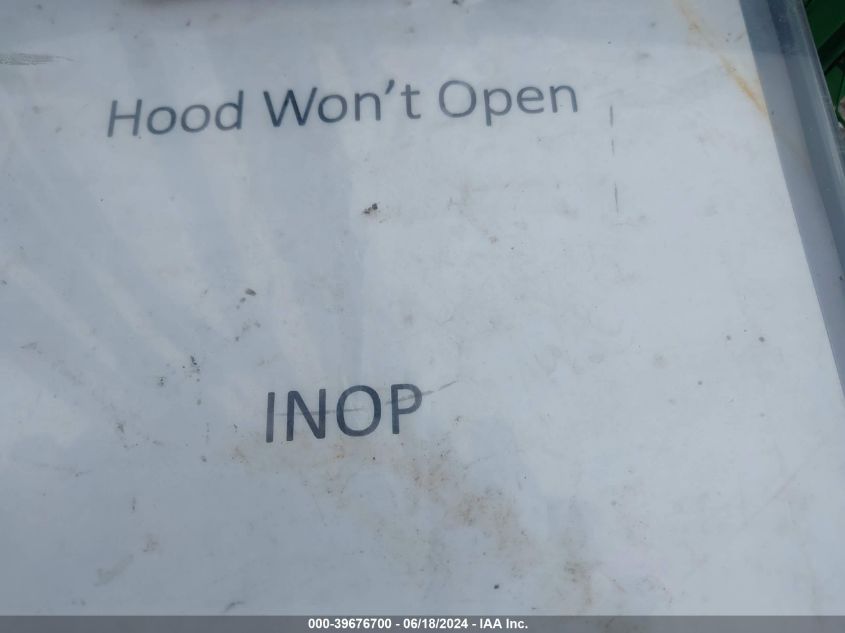 Hood Won't Open
INOP
000-39676700 - 06/18/2024 - IAA Inc.